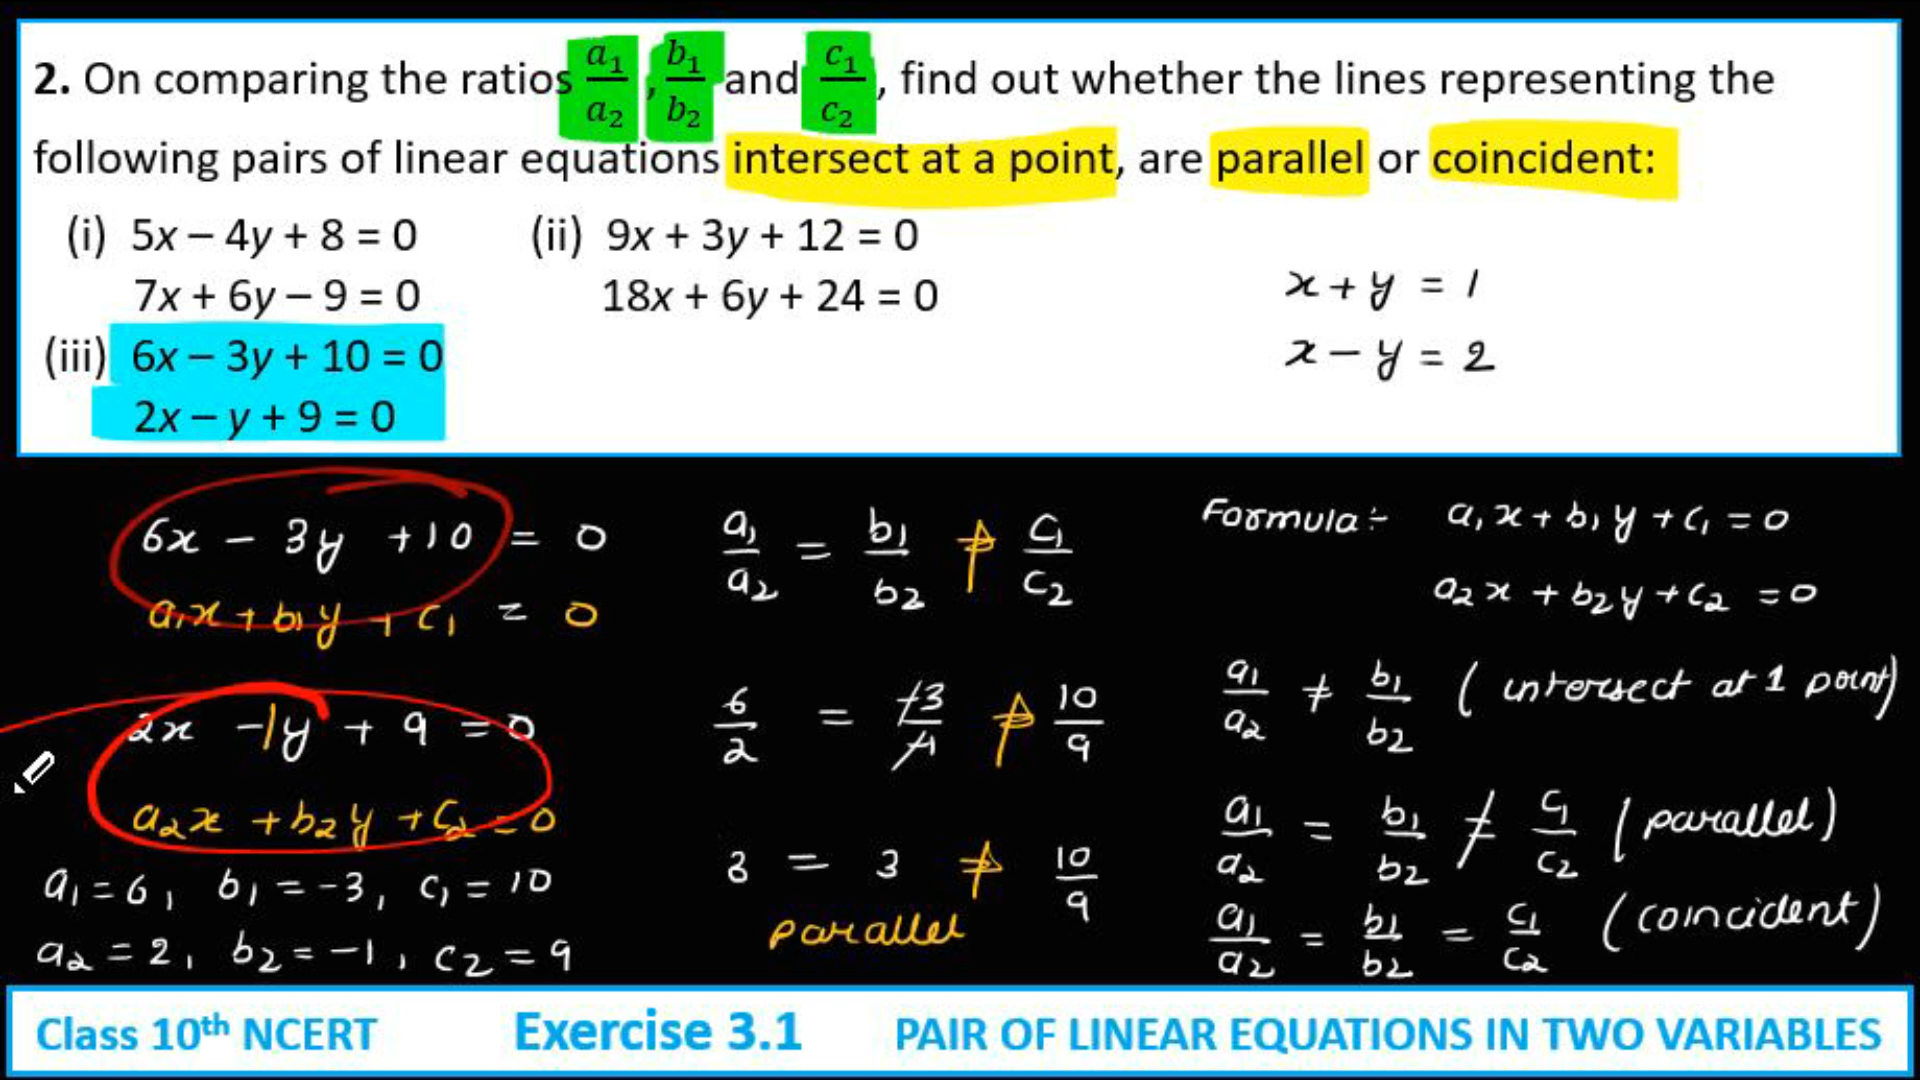 2. On comparing the ratios a₁/a₂, b₁/b₂ and c₁/c₂, find out whether the lines representing the
following pairs of linear equations intersect at a point, are parallel or coincident:
(i) 5x – 4y + 8 = 0 (ii) 9x + 3y + 12 = 0
7x + 6y – 9 = 0 18x + 6y + 24 = 0
(iii) 6x – 3y + 10 = 0
2x – y + 9 = 0
x + y = 1
x – y = 2
6x – 3y + 10 = 0
a₁x + b₁y + c₁ = 0
2x – 1y + 9 = 0
a₂x + b₂y + c₂ = 0
a₁ = 6, b₁ = -3, c₁ = 10
a₂ = 2, b₂ = -1, c₂ = 9
a₁/a₂ = b₁/b₂ ≠ c₁/c₂
6/2 = -3/-1 ≠ 10/9
3 = 3 ≠ 10/9
parallel
Formula :- a₁x + b₁y + c₁ = 0
a₂x + b₂y + c₂ = 0
a₁/a₂ ≠ b₁/b₂ (intersect at 1 point)
a₁/a₂ = b₁/b₂ ≠ c₁/c₂ (parallel)
a₁/a₂ = b₁/b₂ = c₁/c₂ (coincident)
Class 10th NCERT Exercise 3.1 PAIR OF LINEAR EQUATIONS IN TWO VARIABLES